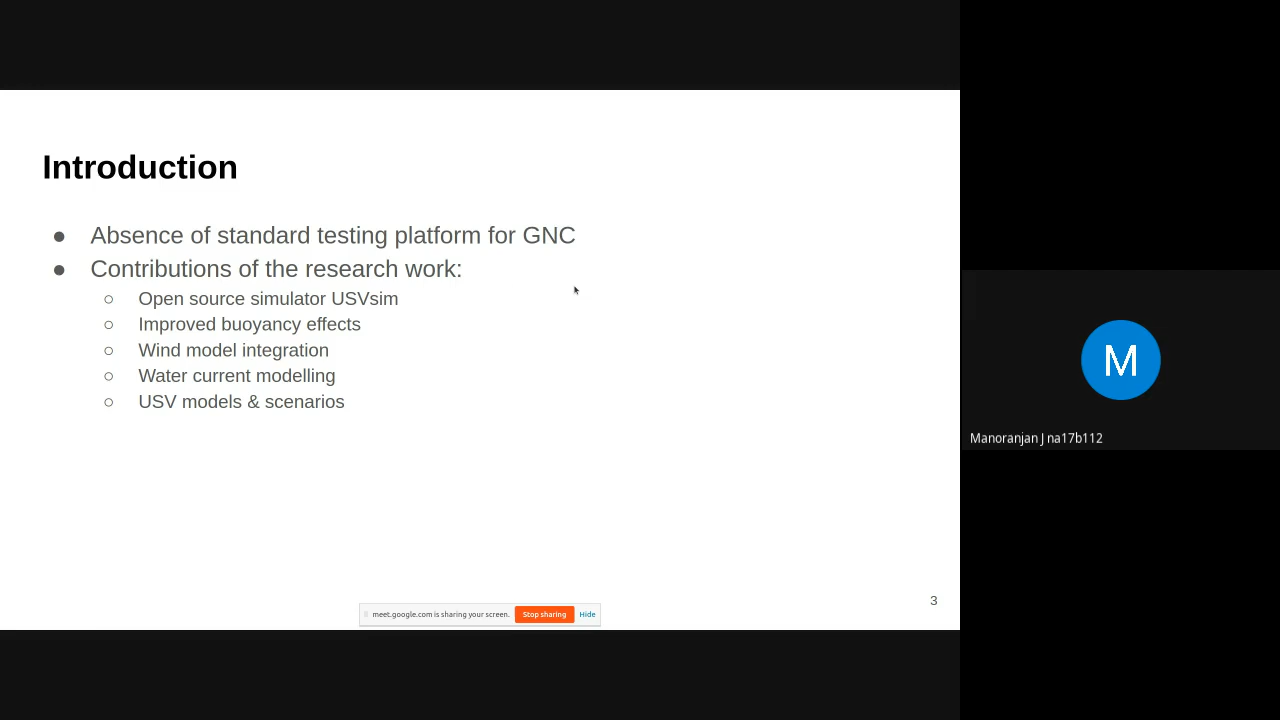 Introduction
● Absence of standard testing platform for GNC
● Contributions of the research work:
○ Open source simulator USVsim
○ Improved buoyancy effects
○ Wind model integration
○ Water current modelling
○ USV models & scenarios
3
meet.google.com is sharing your screen. Stop sharing Hide
M
Manoranjan J na17b112